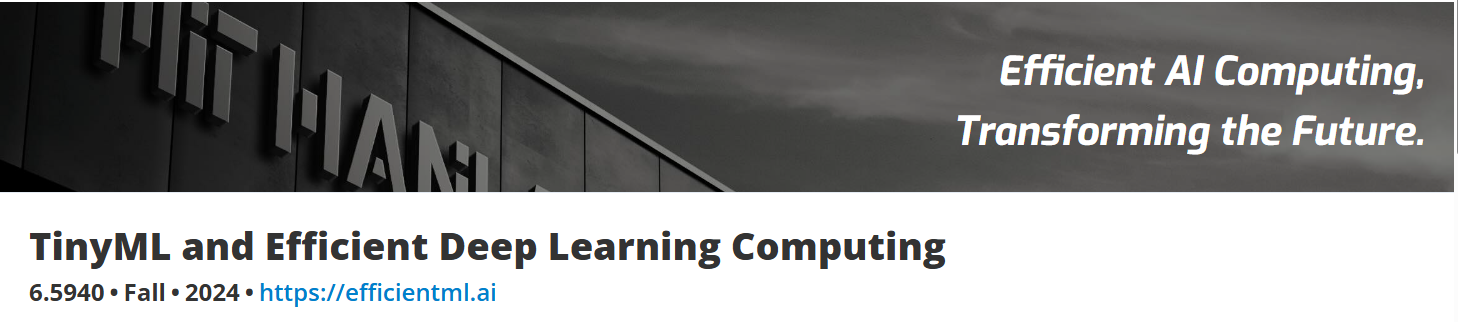 MIT HAN
Efficient AI Computing,
Transforming the Future.
TinyML and Efficient Deep Learning Computing
6.5940 • Fall • 2024 • https://efficientml.ai